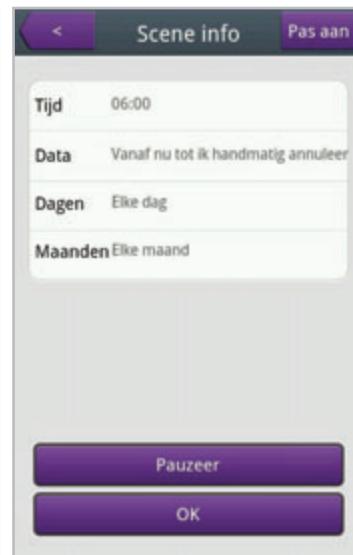 < Scene info Pas aan
Tijd 06:00
Data Vanaf nu tot ik handmatig annuleer
Dagen Elke dag
Maanden Elke maand
Pauzeer
OK